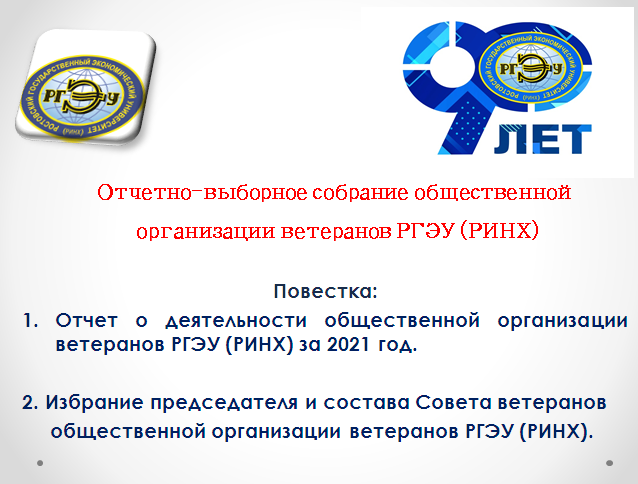 РОСТОВСКИЙ ГОСУДАРСТВЕННЫЙ ЭКОНОМИЧЕСКИЙ УНИВЕРСИТЕТ
РГЭУ
(РИНХ)
90
РОСТОВСКИЙ ГОСУДАРСТВЕННЫЙ ЭКОНОМИЧЕСКИЙ УНИВЕРСИТЕТ
РГЭУ
(РИНХ)
ЛЕТ
Отчетно-выборное собрание общественной
организации ветеранов РГЭУ (РИНХ)
Повестка:
1. Отчет о деятельности общественной организации
ветеранов РГЭУ (РИНХ) за 2021 год.
2. Избрание председателя и состава Совета ветеранов
общественной организации ветеранов РГЭУ (РИНХ).